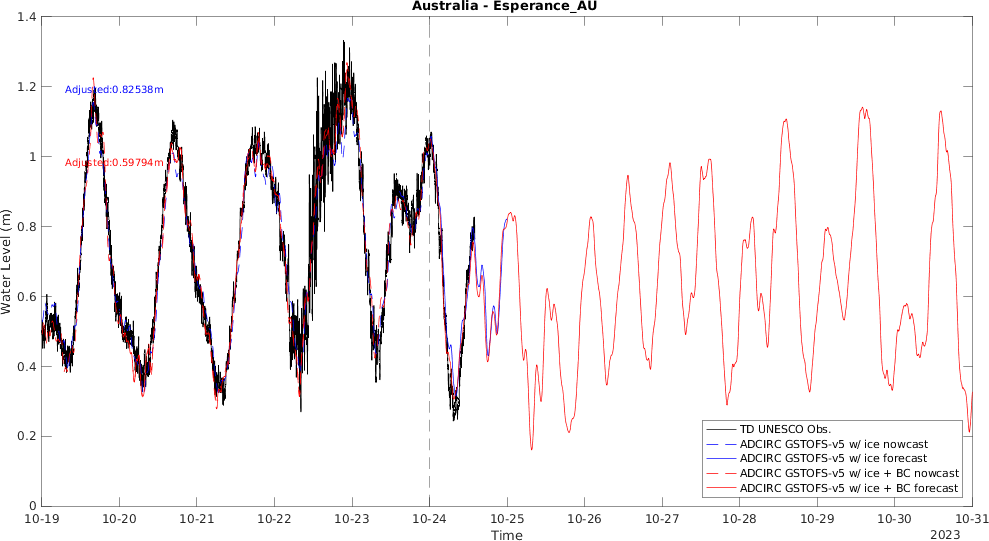 Australia - Esperance_AU
1.4
1.2
1
0.8
0.6
0.4
0.2
0
Water Level (m)
Adjusted:0.82538m
Adjusted:0.59794m
TD UNESCO Obs.
ADCIRC GSTOFS-v5 w/ ice nowcast
ADCIRC GSTOFS-v5 w/ ice forecast
ADCIRC GSTOFS-v5 w/ ice + BC nowcast
ADCIRC GSTOFS-v5 w/ ice + BC forecast
10-19 10-20 10-21 10-22 10-23 10-24 10-25 10-26 10-27 10-28 10-29 10-30 10-31
Time
2023